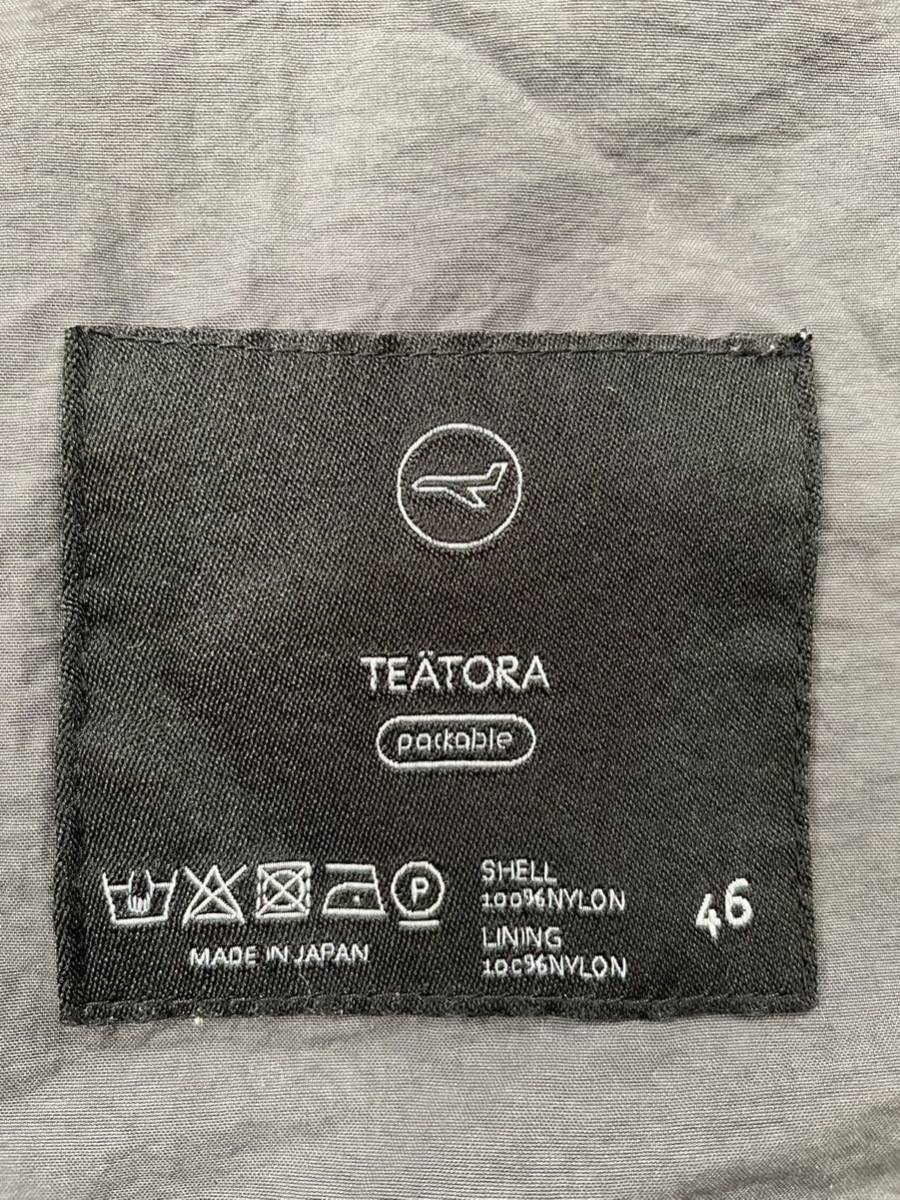 TEÄTORA
packable
P
MADE IN JAPAN
SHELL
100%NYLON
LINING
100%NYLON
46